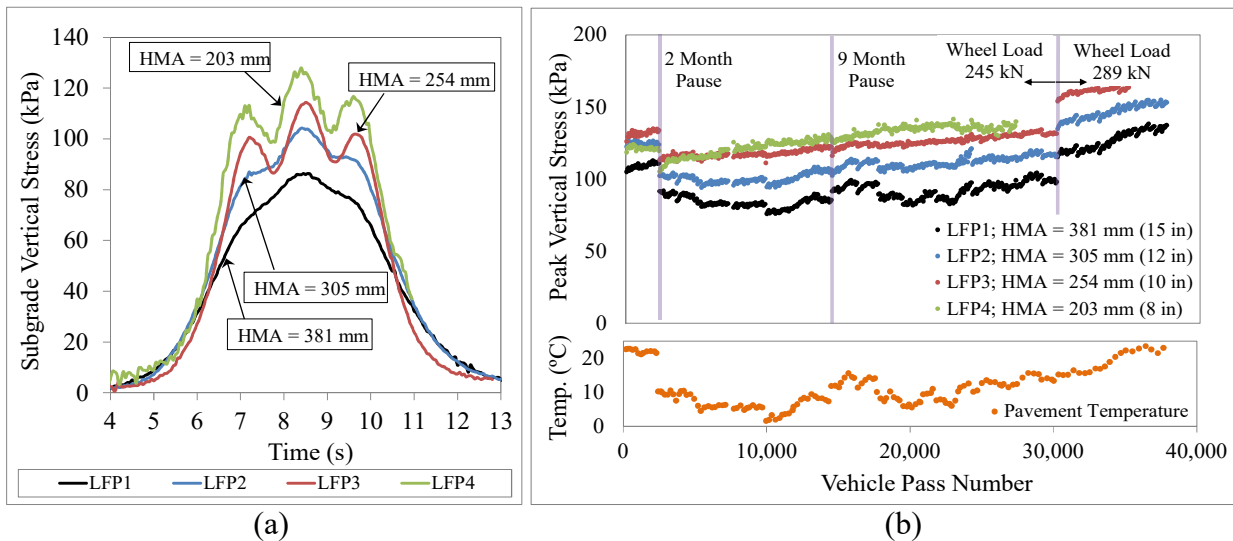 140
120
100
80
60
40
20
0
Subgrade Vertical Stress (kPa)
HMA = 203 mm
HMA = 254 mm
HMA = 305 mm
HMA = 381 mm
4 5 6 7 8 9 10 11 12 13
Time (s)
LFP1 LFP2 LFP3 LFP4
(a)
200
150
100
50
0
Peak Vertical Stress (kPa)
2 Month
Pause
9 Month
Pause
Wheel Load
245 kN
Wheel Load
289 kN
LFP1; HMA = 381 mm (15 in)
LFP2; HMA = 305 mm (12 in)
LFP3; HMA = 254 mm (10 in)
LFP4; HMA = 203 mm (8 in)
20
10
0
Temp. (ºC)
Pavement Temperature
0 10,000 20,000 30,000 40,000
Vehicle Pass Number
(b)